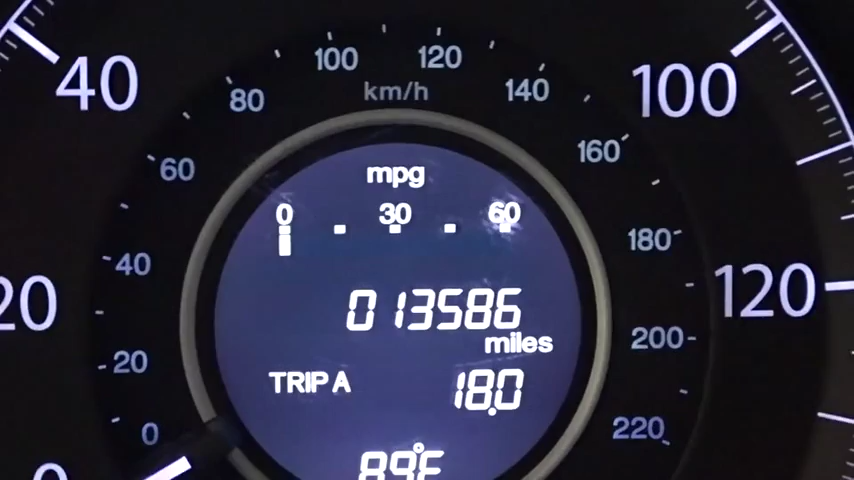 100 120
40 80 km/h 140 100
60 mpg 160
0 30 60
40 180
20 013586 120
miles 200
20 TRIP A 18.0
0 220
0 89°F